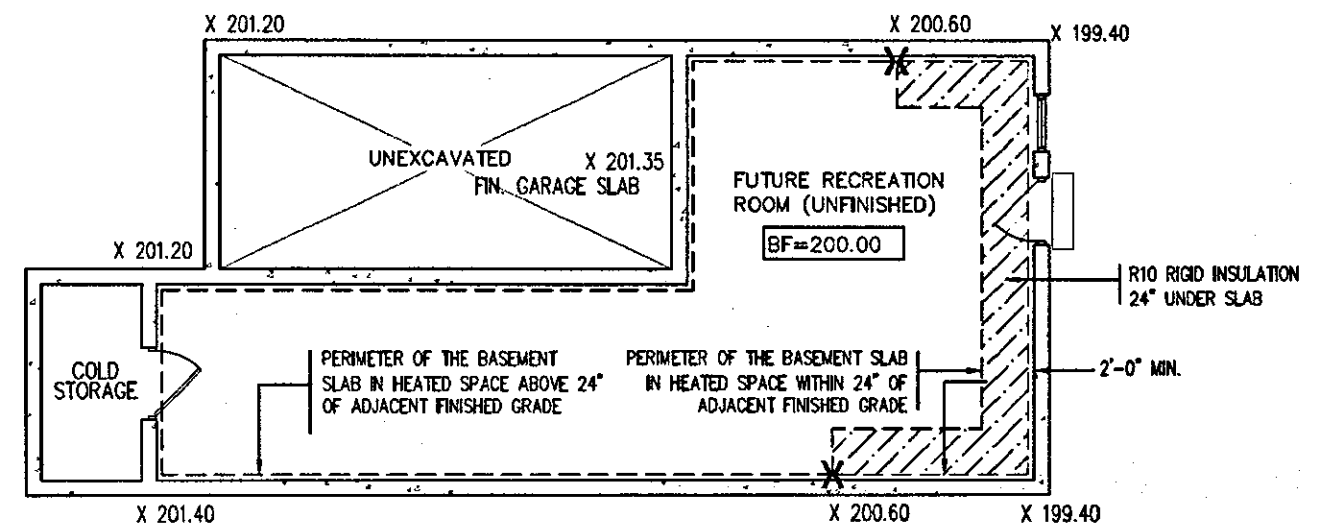 X 201.20
X 200.60
X 199.40
UNEXCAVATED
X 201.35
FIN. GARAGE SLAB
FUTURE RECREATION
ROOM (UNFINISHED)
BF=200.00
X 201.20
R10 RIGID INSULATION
24" UNDER SLAB
COLD
STORAGE
PERIMETER OF THE BASEMENT
SLAB IN HEATED SPACE ABOVE 24"
OF ADJACENT FINISHED GRADE
PERIMETER OF THE BASEMENT SLAB
IN HEATED SPACE WITHIN 24" OF
ADJACENT FINISHED GRADE
2'-0" MIN.
X 201.40
X 200.60
X 199.40